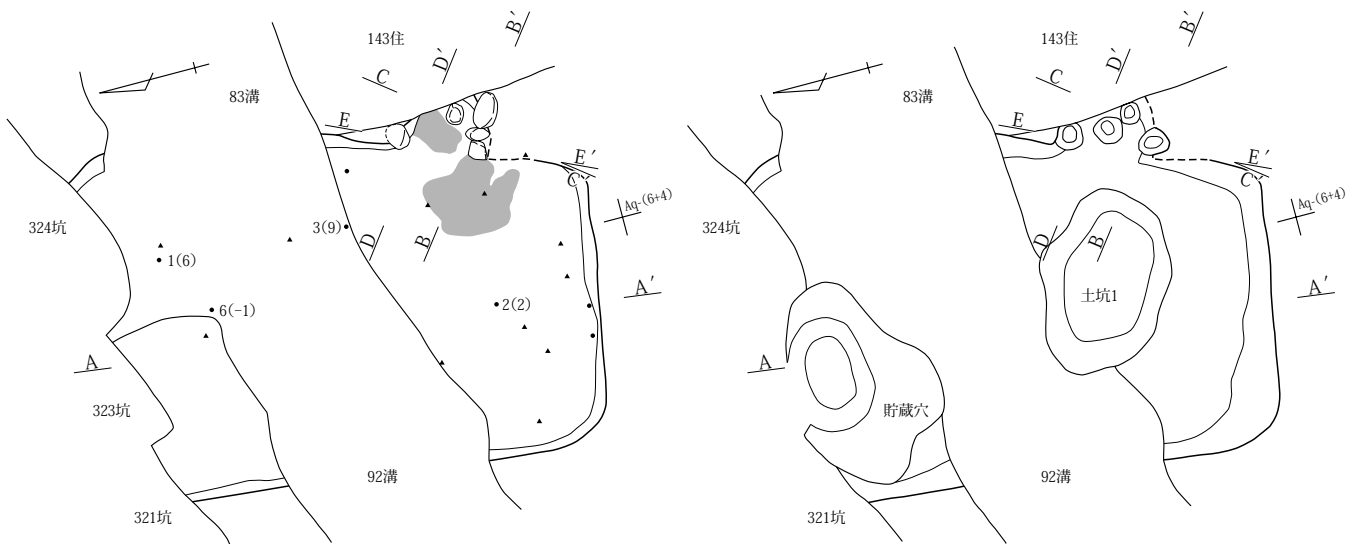 143住
B`
D`
C
83溝
E
E′
C′
Aq-(6+4)
324坑
3(9)
D
B
1(6)
A′
2(2)
6(-1)
A
323坑
92溝
321坑
143住
B`
D`
C
83溝
E
E′
C′
Aq-(6+4)
324坑
D
B
A′
土坑1
A
貯蔵穴
92溝
321坑